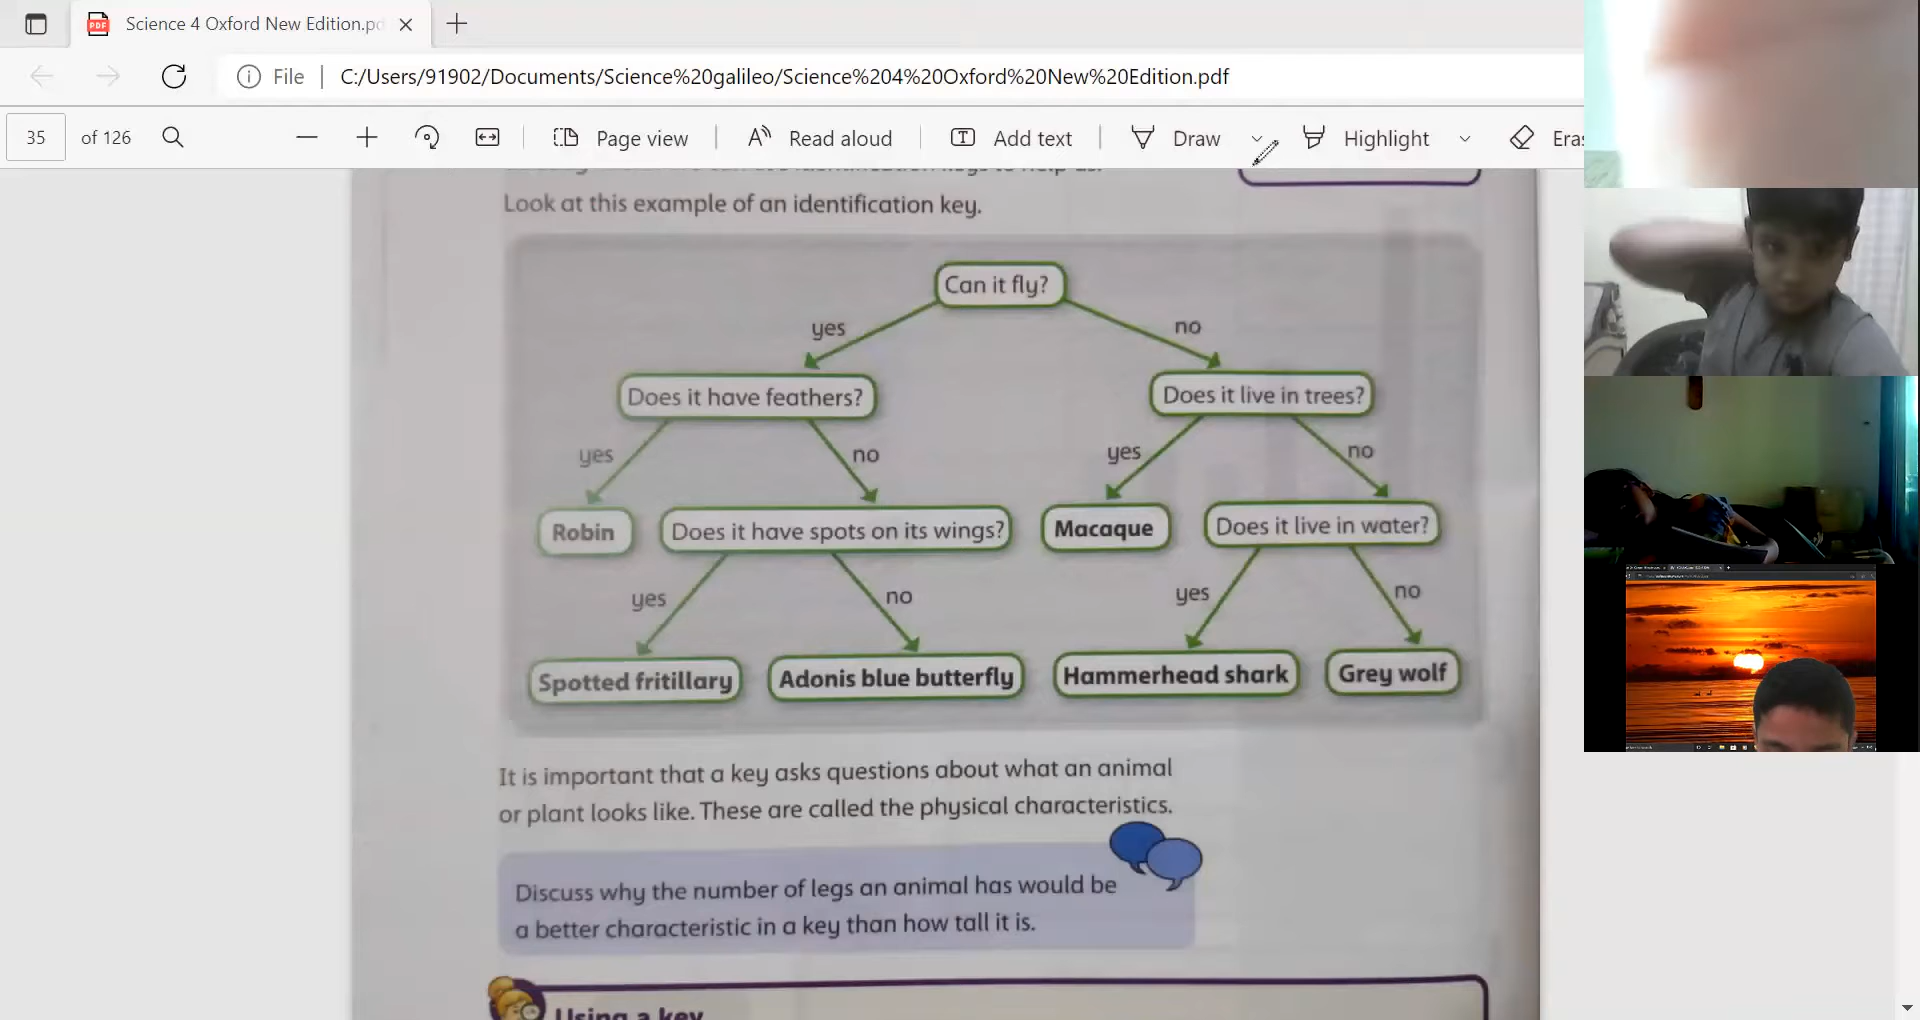 Science 4 Oxford New Edition.pd
File
C:/Users/91902/Documents/Science%20galileo/Science%204%20Oxford%20New%20Edition.pdf
35 of 126
Page view
Read aloud
Add text
Draw
Highlight
Look at this example of an identification key.
Can it fly?
yes no
Does it have feathers? Does it live in trees?
yes no yes no
Robin Does it have spots on its wings? Macaque Does it live in water?
yes no yes no
Spotted fritillary Adonis blue butterfly Hammerhead shark Grey wolf
It is important that a key asks questions about what an animal
or plant looks like. These are called the physical characteristics.
Discuss why the number of legs an animal has would be
a better characteristic in a key than how tall it is.
Using a key